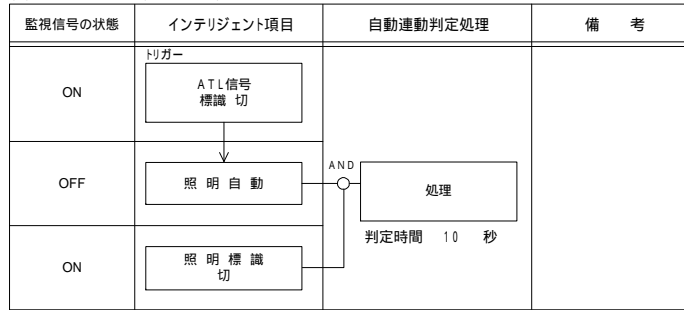 監視信号の状態 インテリジェント項目 自動連動判定処理 備 考
トリガー
ON
ATL信号
標識 切
OFF
照 明 自 動
AND
処理
判定時間 10 秒
ON
照 明 標 識
切